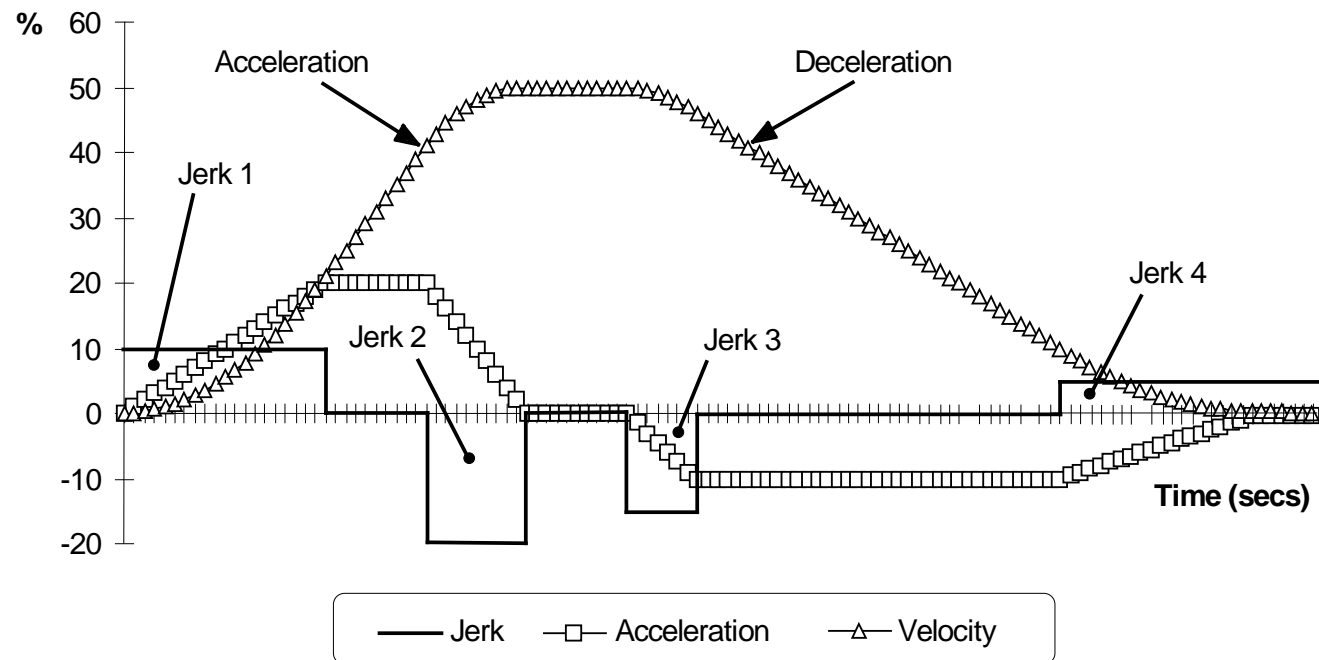 %
60
50
40
30
20
10
0
-10
-20
Acceleration
Deceleration
Jerk 1
Jerk 2
Jerk 3
Jerk 4
Time (secs)
Jerk
Acceleration
Velocity